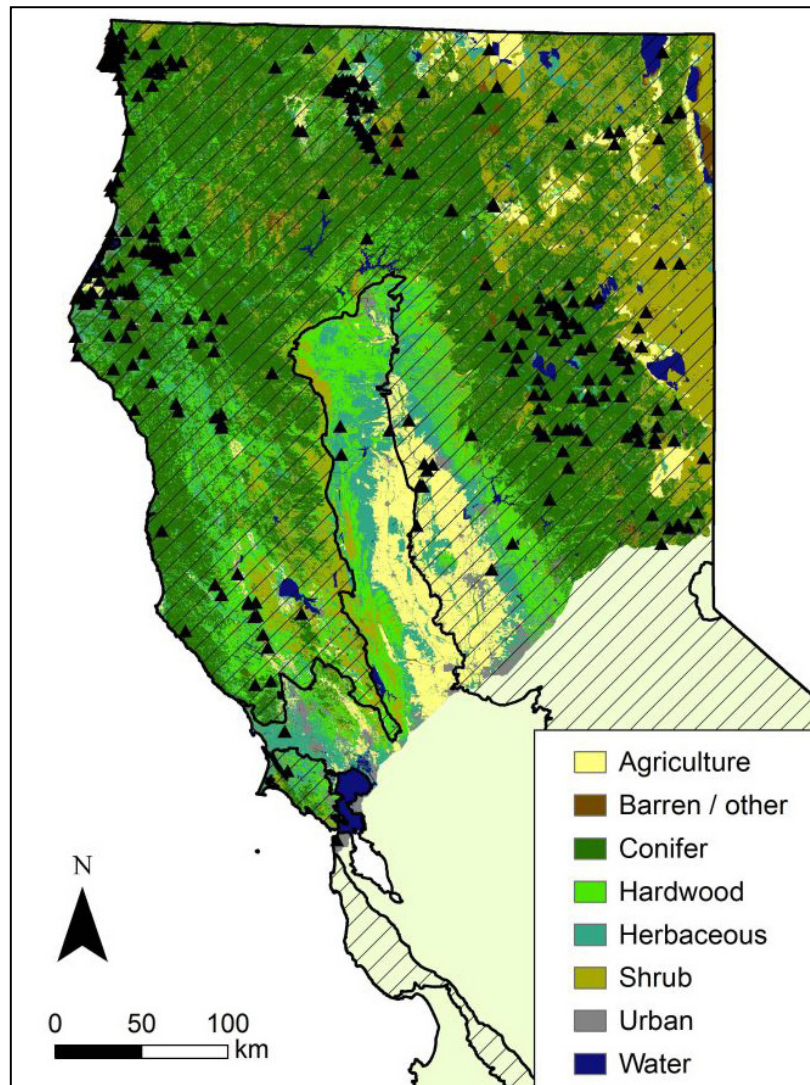 Agriculture
Barren / other
Conifer
Hardwood
Herbaceous
Shrub
Urban
Water
N
0 50 100
km